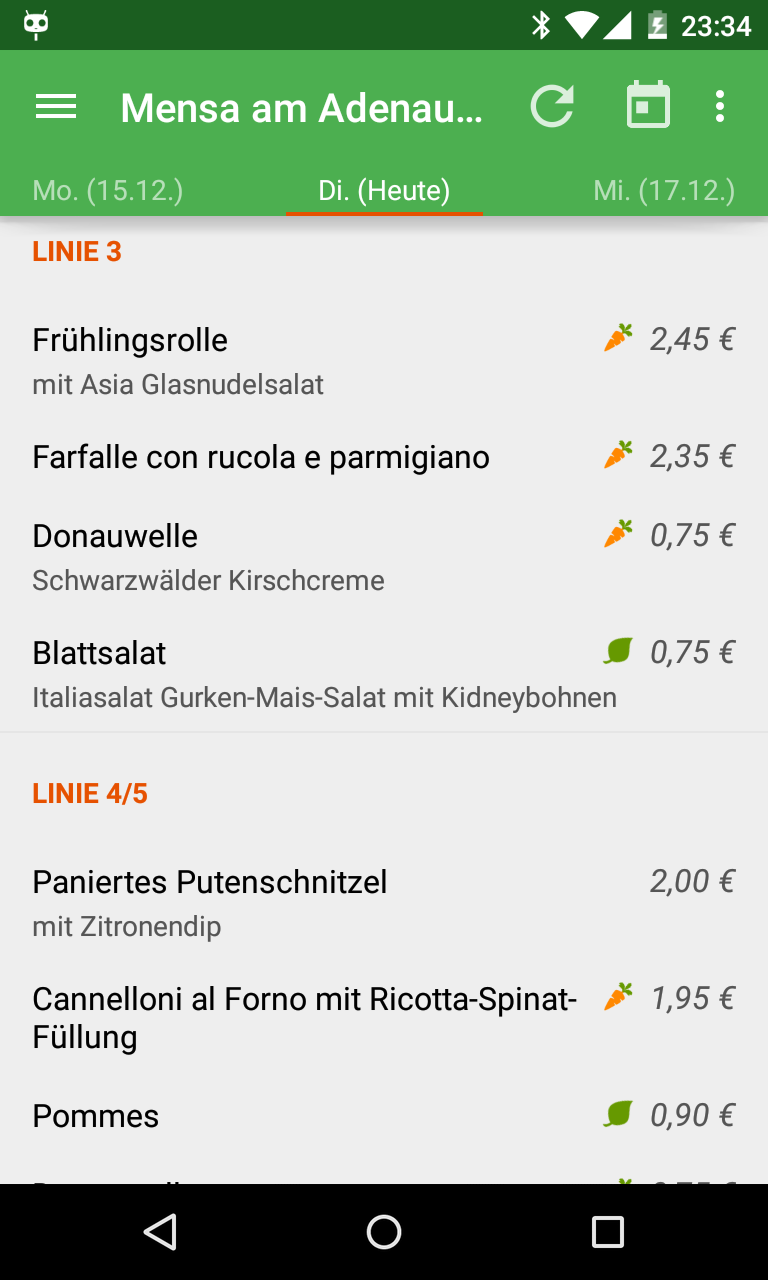 23:34
Mensa am Adenau...
Mo. (15.12.)
Di. (Heute)
Mi. (17.12.)
LINIE 3
Frühlingsrolle 2,45 €
mit Asia Glasnudelsalat
Farfalle con rucola e parmigiano 2,35 €
Donauwelle 0,75 €
Schwarzwälder Kirschcreme
Blattsalat 0,75 €
Italiasalat Gurken-Mais-Salat mit Kidneybohnen
LINIE 4/5
Paniertes Putenschnitzel 2,00 €
mit Zitronendip
Cannelloni al Forno mit Ricotta-Spinat- 1,95 €
Füllung
Pommes 0,90 €